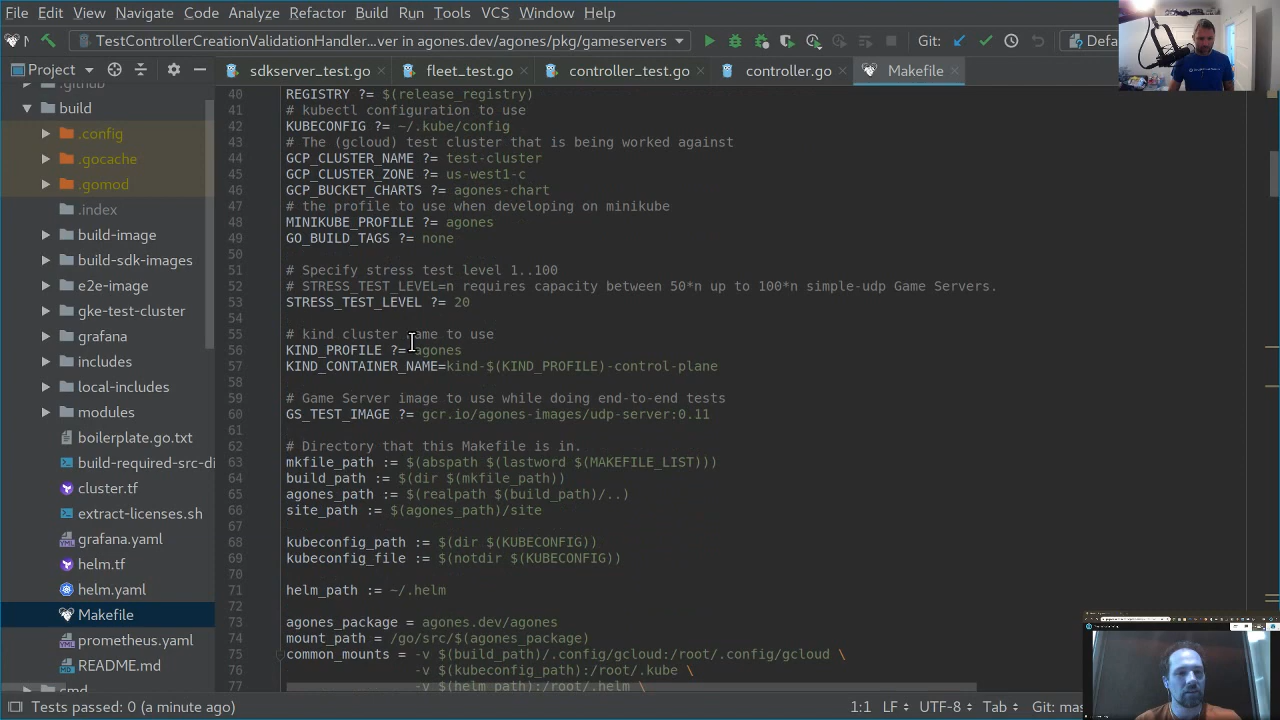 File Edit View Navigate Code Analyze Refactor Build Run Tools VCS Window Help
TestControllerCreationValidationHandler...ver in agones.dev/agones/pkg/gameservers
Git:
Defa
Project
sdkserver_test.go
fleet_test.go
controller_test.go
controller.go
Makefile
.github
build
.config
.gocache
.gomod
.index
build-image
build-sdk-images
e2e-image
gke-test-cluster
grafana
includes
local-includes
modules
boilerplate.go.txt
build-required-src-di
cluster.tf
extract-licenses.sh
grafana.yaml
helm.tf
helm.yaml
Makefile
prometheus.yaml
README.md
cmd
40 REGISTRY ?= $(release_registry)
41 # kubectl configuration to use
42 KUBECONFIG ?= ~/.kube/config
43 # The (gcloud) test cluster that is being worked against
44 GCP_CLUSTER_NAME ?= test-cluster
45 GCP_CLUSTER_ZONE ?= us-west1-c
46 GCP_BUCKET_CHARTS ?= agones-chart
47 # the profile to use when developing on minikube
48 MINIKUBE_PROFILE ?= agones
49 GO_BUILD_TAGS ?= none
50
51 # Specify stress test level 1..100
52 # STRESS_TEST_LEVEL=n requires capacity between 50*n up to 100*n simple-udp Game Servers.
53 STRESS_TEST_LEVEL ?= 20
54
55 # kind cluster name to use
56 KIND_PROFILE ?= agones
57 KIND_CONTAINER_NAME=kind-$(KIND_PROFILE)-control-plane
58
59 # Game Server image to use while doing end-to-end tests
60 GS_TEST_IMAGE ?= gcr.io/agones-images/udp-server:0.11
61
62 # Directory that this Makefile is in.
63 mkfile_path := $(abspath $(lastword $(MAKEFILE_LIST)))
64 build_path := $(dir $(mkfile_path))
65 agones_path := $(realpath $(build_path)/..)
66 site_path := $(agones_path)/site
67
68 kubeconfig_path := $(dir $(KUBECONFIG))
69 kubeconfig_file := $(notdir $(KUBECONFIG))
70
71 helm_path := ~/.helm
72
73 agones_package = agones.dev/agones
74 mount_path = /go/src/$(agones_package)
75 common_mounts = -v $(build_path)/.config/gcloud:/root/.config/gcloud \
76 -v $(kubeconfig_path):/root/.kube \
77 -v $(helm_path):/root/.helm \
Tests passed: 0 (a minute ago)
1:1 LF UTF-8 Tab Git: mas